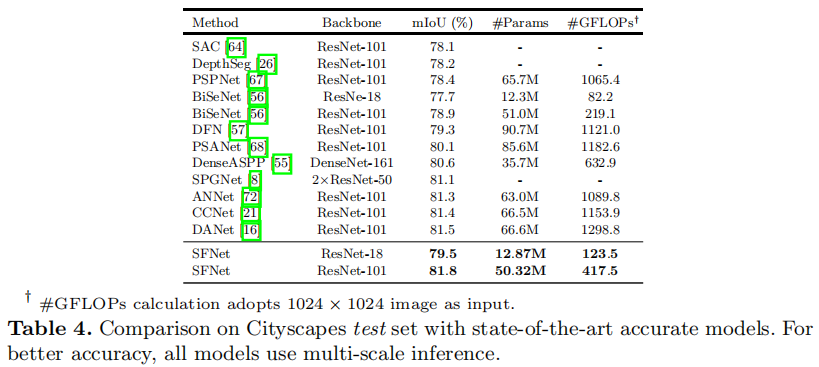 Method Backbone mIoU (%) #Params #GFLOPs†
SAC [64] ResNet-101 78.1 - -
DepthSeg [26] ResNet-101 78.2 - -
PSPNet [67] ResNet-101 78.4 65.7M 1065.4
BiSeNet [56] ResNe-18 77.7 12.3M 82.2
BiSeNet [56] ResNet-101 78.9 51.0M 219.1
DFN [57] ResNet-101 79.3 90.7M 1121.0
PSANet [68] ResNet-101 80.1 85.6M 1182.6
DenseASPP [55] DenseNet-161 80.6 35.7M 632.9
SPGNet [8] 2×ResNet-50 81.1 - -
ANNet [72] ResNet-101 81.3 63.0M 1089.8
CCNet [21] ResNet-101 81.4 66.5M 1153.9
DANet [16] ResNet-101 81.5 66.6M 1298.8
SFNet ResNet-18 79.5 12.87M 123.5
SFNet ResNet-101 81.8 50.32M 417.5
† #GFLOPs calculation adopts 1024 × 1024 image as input.
Table 4. Comparison on Cityscapes test set with state-of-the-art accurate models. For
better accuracy, all models use multi-scale inference.